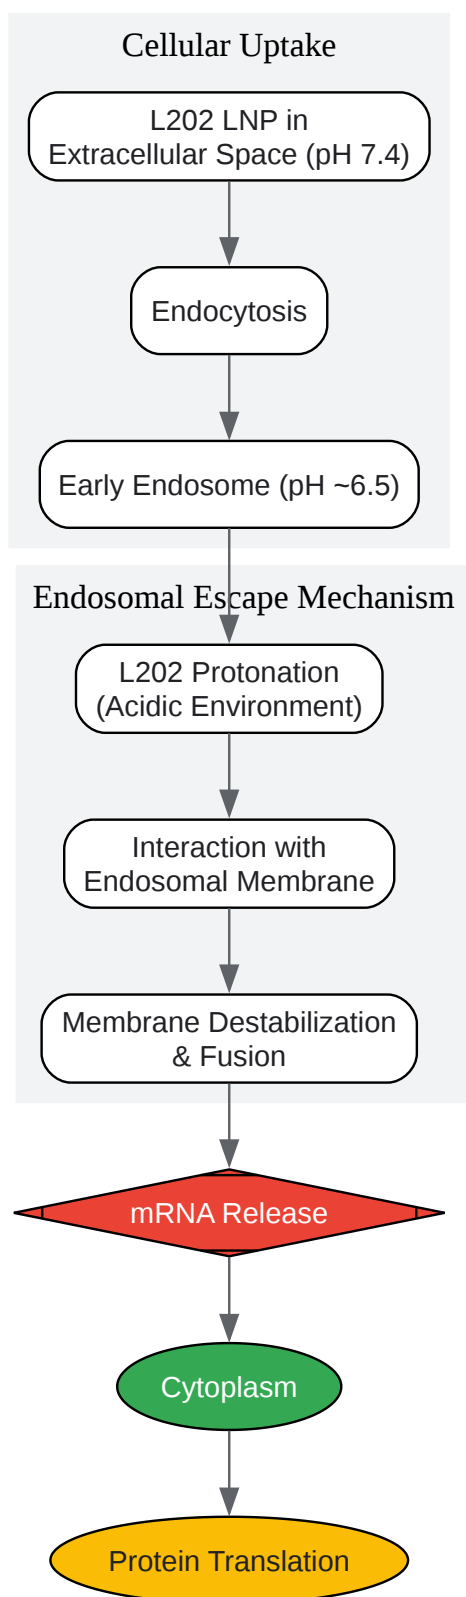 Cellular Uptake
L202 LNP in
Extracellular Space (pH 7.4)
Endocytosis
Early Endosome (pH ~6.5)
Endosomal Escape Mechanism
L202 Protonation
(Acidic Environment)
Interaction with
Endosomal Membrane
Membrane Destabilization
& Fusion
mRNA Release
Cytoplasm
Protein Translation